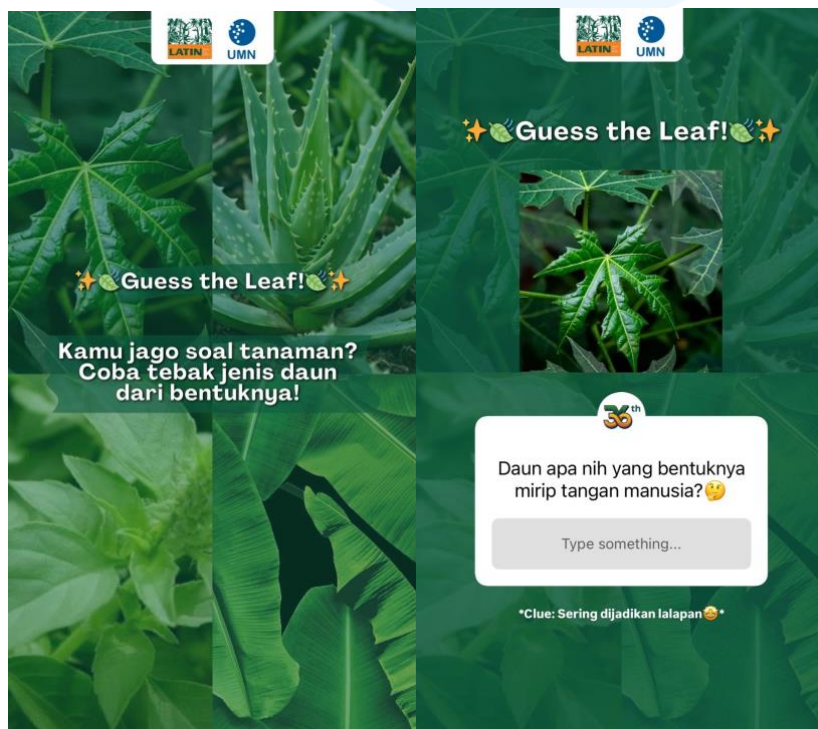 LATIN
UMN
✨🍃Guess the Leaf!🍃✨
Kamu jago soal tanaman?
Coba tebak jenis daun
dari bentuknya!
LATIN
UMN
✨🍃Guess the Leaf!🍃✨
36th
Daun apa nih yang bentuknya
mirip tangan manusia?🤔
Type something...
*Clue: Sering dijadikan lalapan🤩*